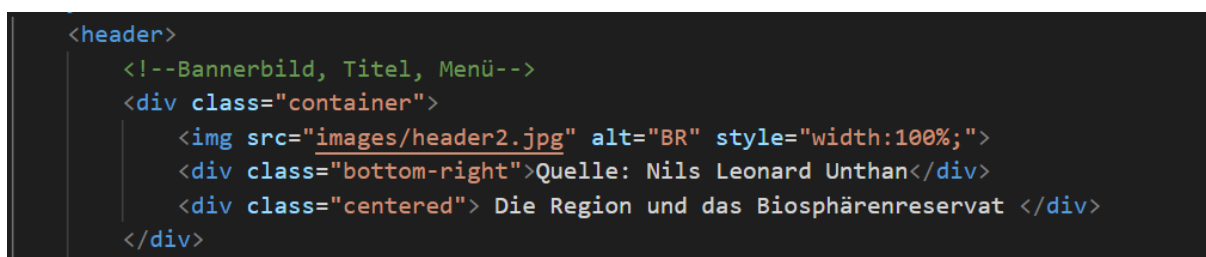 <header>
<!--Bannerbild, Titel, Menü-->
<div class="container">
<img src="images/header2.jpg" alt="BR" style="width:100%;">
<div class="bottom-right">Quelle: Nils Leonard Unthan</div>
<div class="centered"> Die Region und das Biosphärenreservat </div>
</div>